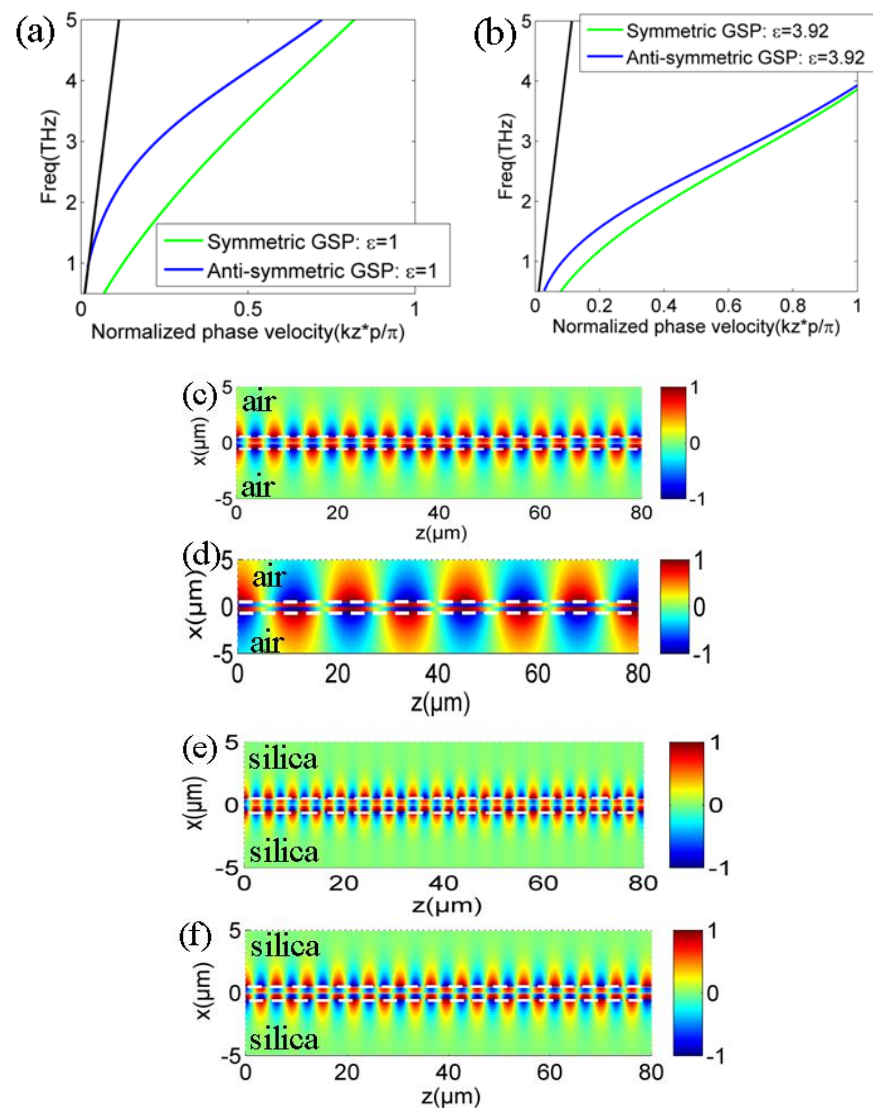 (a)
Freq(THz)
5
4
3
2
1
0
0.5
1
Symmetric GSP: ε=1
Anti-symmetric GSP: ε=1
Normalized phase velocity(kz*p/π)
(b)
Freq(THz)
5
4
3
2
1
0
0.2
0.4
0.6
0.8
1
Symmetric GSP: ε=3.92
Anti-symmetric GSP: ε=3.92
Normalized phase velocity(kz*p/π)
(c)
x(μm)
5
0
-5
air
air
0
20
40
60
80
z(μm)
1
0
-1
(d)
x(μm)
5
0
-5
air
air
0
20
40
60
80
z(μm)
1
0
-1
(e)
x(μm)
5
0
-5
silica
silica
0
20
40
60
80
z(μm)
1
0
-1
(f)
x(μm)
5
0
-5
silica
silica
0
20
40
60
80
z(μm)
1
0
-1